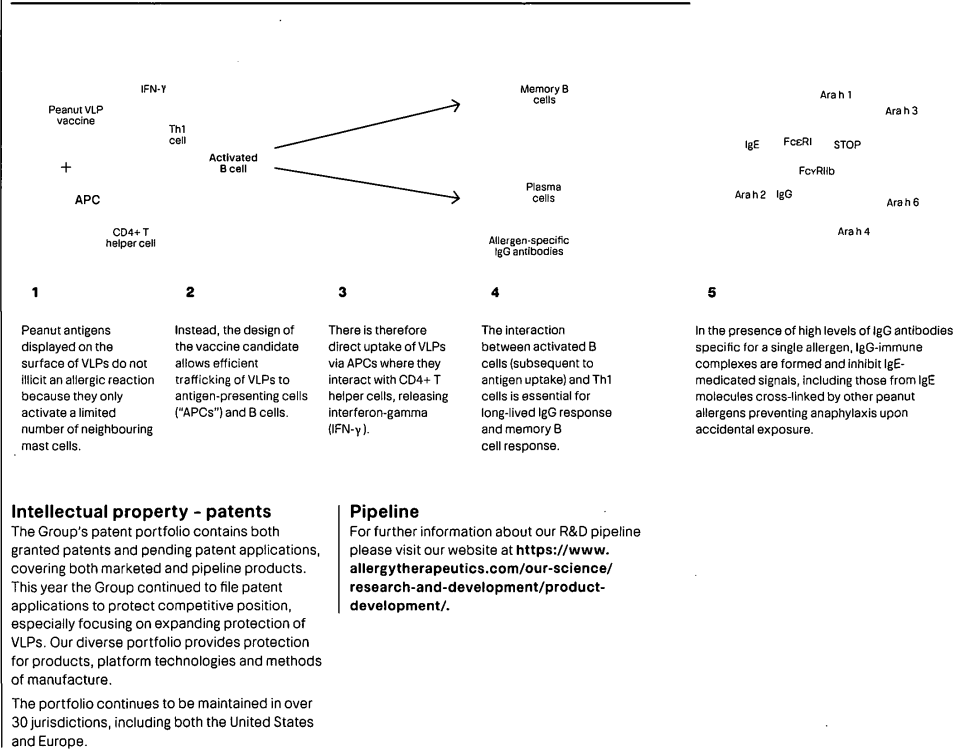 IFN-γ
Peanut VLP
vaccine
Th1
cell
Activated
B cell
+
APC
CD4+ T
helper cell
Memory B
cells
Plasma
cells
Allergen-specific
IgG antibodies
Ara h 1
Ara h 3
IgE
FcεRI
STOP
FcγRIIb
Ara h 2
IgG
Ara h 6
Ara h 4
1
Peanut antigens
displayed on the
surface of VLPs do not
illicit an allergic reaction
because they only
activate a limited
number of neighbouring
mast cells.
2
Instead, the design of
the vaccine candidate
allows efficient
trafficking of VLPs to
antigen-presenting cells
("APCs") and B cells.
3
There is therefore
direct uptake of VLPs
via APCs where they
interact with CD4+ T
helper cells, releasing
interferon-gamma
(IFN-γ).
4
The interaction
between activated B
cells (subsequent to
antigen uptake) and Th1
cells is essential for
long-lived IgG response
and memory B
cell response.
5
In the presence of high levels of IgG antibodies
specific for a single allergen, IgG-immune
complexes are formed and inhibit IgE-
mediated signals, including those from IgE
molecules cross-linked by other peanut
allergens preventing anaphylaxis upon
accidental exposure.
Intellectual property – patents
The Group's patent portfolio contains both
granted patents and pending patent applications,
covering both marketed and pipeline products.
This year the Group continued to file patent
applications to protect competitive position,
especially focusing on expanding protection of
VLPs. Our diverse portfolio provides protection
for products, platform technologies and methods
of manufacture.
The portfolio continues to be maintained in over
30 jurisdictions, including both the United States
and Europe.
Pipeline
For further information about our R&D pipeline
please visit our website at https://www.
allergytherapeutics.com/our-science/
research-and-development/product-
development/.